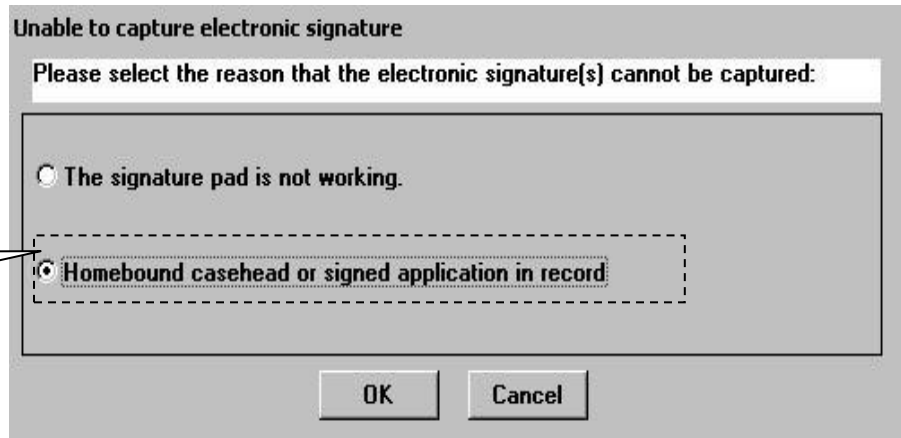 Unable to capture electronic signature
Please select the reason that the electronic signature(s) cannot be captured:
The signature pad is not working.
Homebound casehead or signed application in record
OK
Cancel